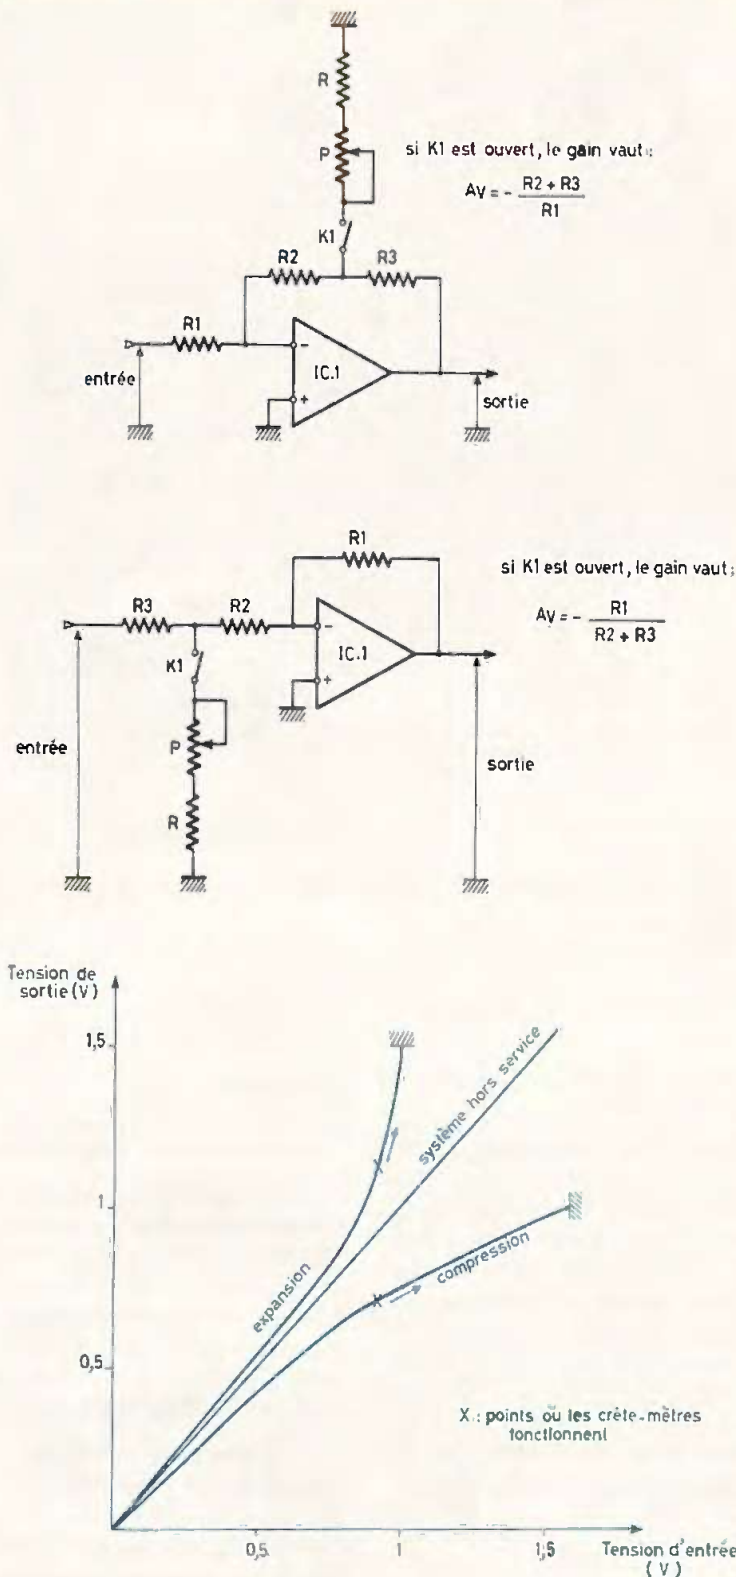 R
P
si K1 est ouvert, le gain vaut :
AV = - R2 + R3
R1
K1
R2
R3
R1
-
entrée
IC.1
+
sortie
R1
si K1 est ouvert, le gain vaut ;
R3
R2
-
AV = - R1
R2 + R3
K1
IC.1
+
entrée
P
sortie
R
Tension de
sortie (V)
1,5
système hors service
1
expansion
compression
0,5
X : points où les crête-mètres
fonctionnent
0,5
1
1,5
Tension d'entrée
(V)